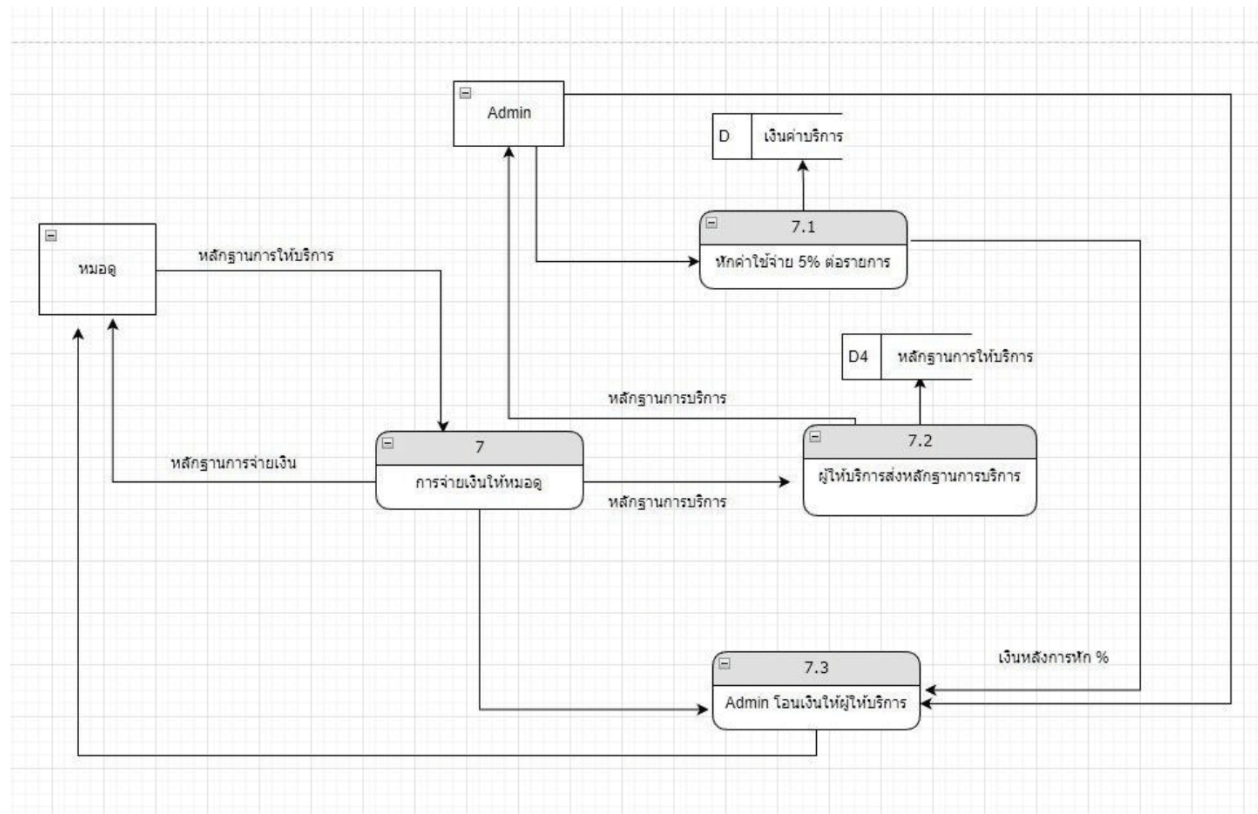 Admin
D เงินค่าบริการ
7.1
หักค่าใช้จ่าย 5% ต่อรายการ
หมอดู
หลักฐานการให้บริการ
D4 หลักฐานการให้บริการ
หลักฐานการบริการ
7.2
ผู้ให้บริการส่งหลักฐานการบริการ
7
การจ่ายเงินให้หมอดู
หลักฐานการจ่ายเงิน
หลักฐานการบริการ
เงินหลังการหัก %
7.3
Admin โอนเงินให้ผู้ให้บริการ